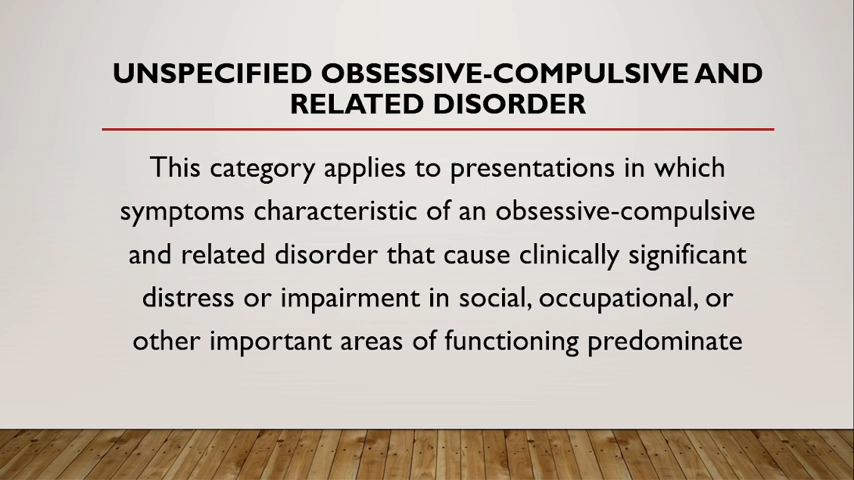 UNSPECIFIED OBSESSIVE-COMPULSIVE AND
RELATED DISORDER
This category applies to presentations in which
symptoms characteristic of an obsessive-compulsive
and related disorder that cause clinically significant
distress or impairment in social, occupational, or
other important areas of functioning predominate